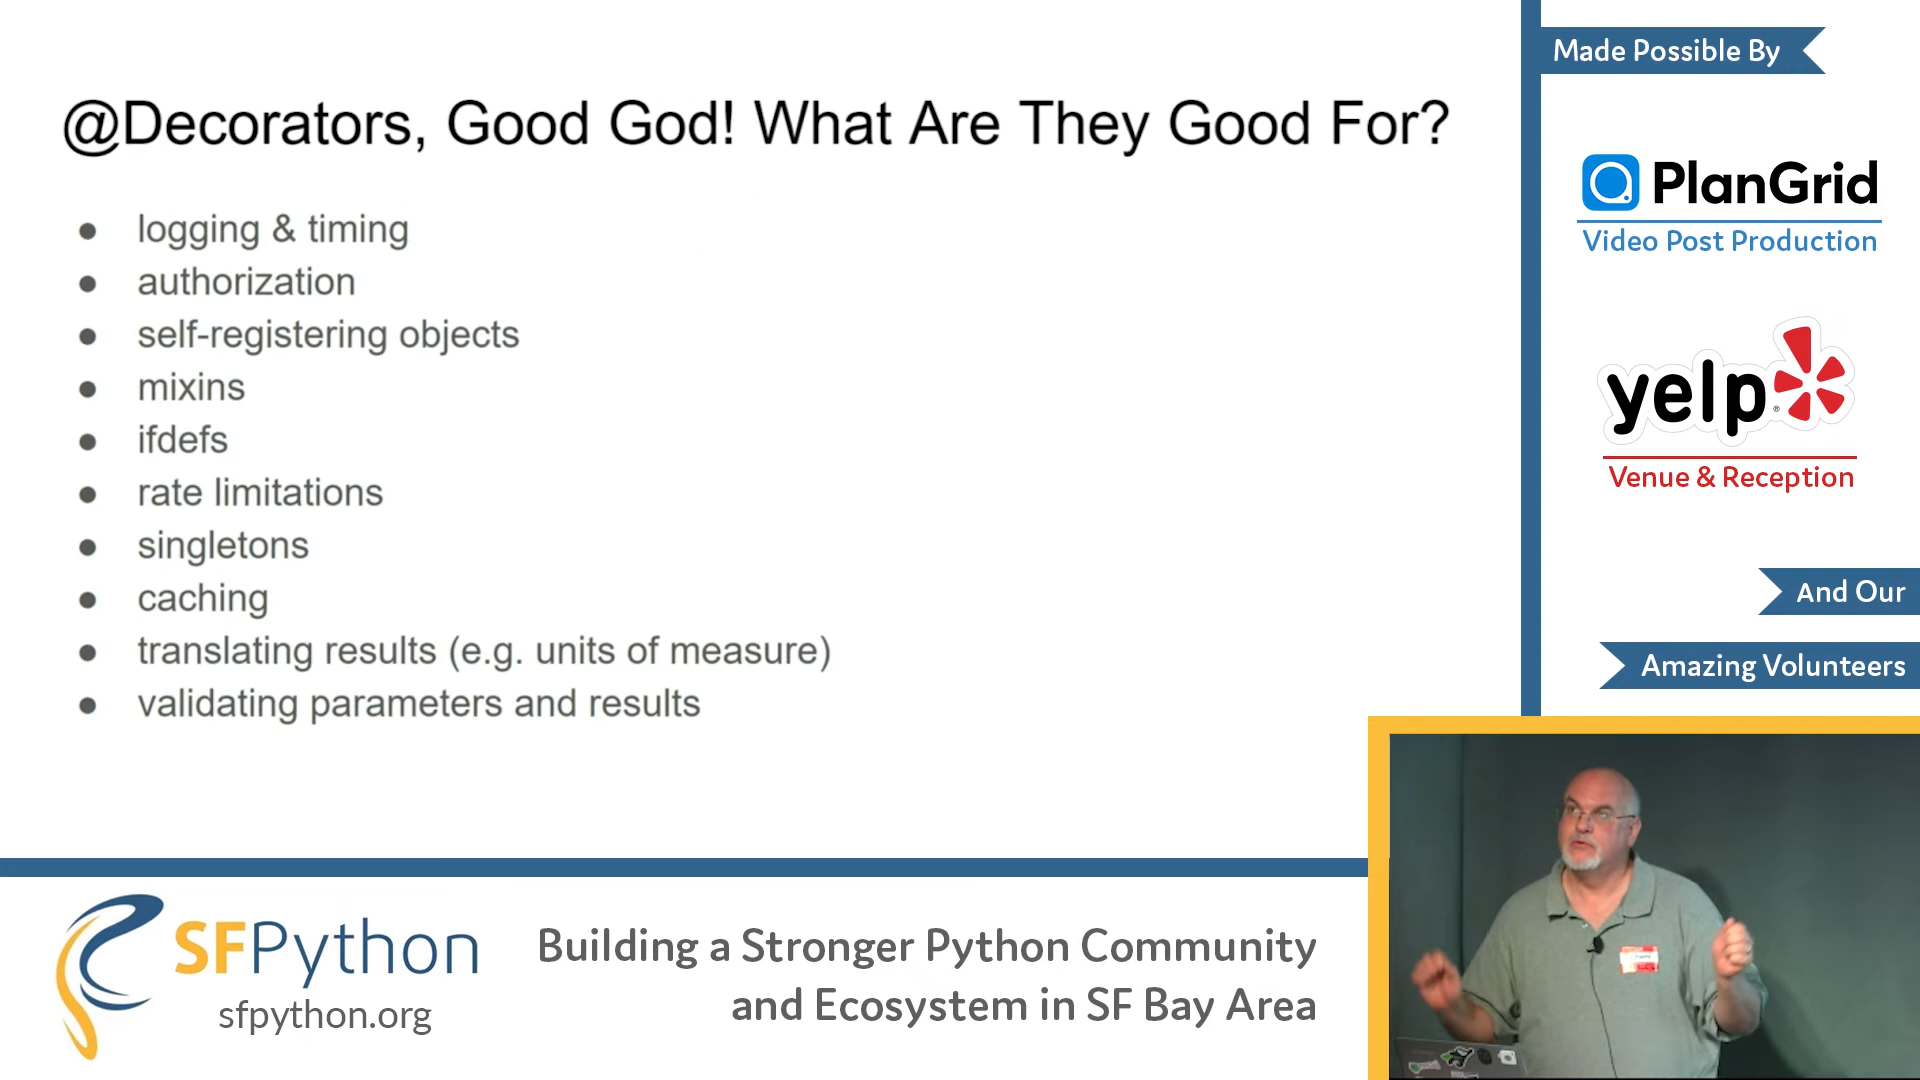 @Decorators, Good God! What Are They Good For?
● logging & timing
● authorization
● self-registering objects
● mixins
● ifdefs
● rate limitations
● singletons
● caching
● translating results (e.g. units of measure)
● validating parameters and results
Made Possible By
PlanGrid
Video Post Production
yelp
Venue & Reception
And Our
Amazing Volunteers
SFPython
sfpython.org
Building a Stronger Python Community
and Ecosystem in SF Bay Area